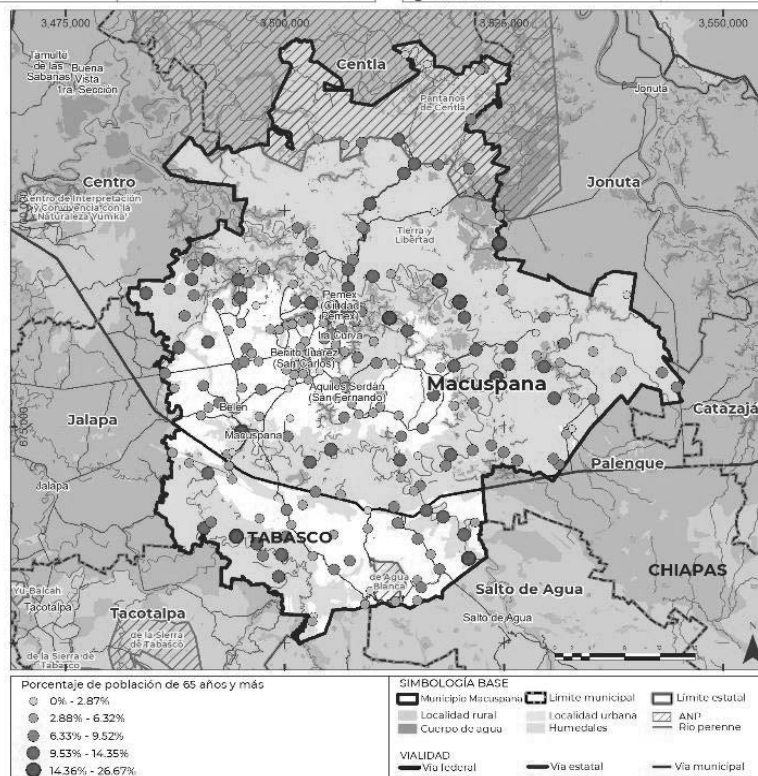 3,475,000 3,500,000 3,525,000 3,550,000
Centla
Tamulté
de las
Sabanas
Buena
Vista
1ra. Sección
Pantanos
de Centla
Jonuta
Centro
Jonuta
Centro de Interpretación
y Convivencia con la
Naturaleza Yumká
Tierra y
Libertad
Pemex
(Ciudad
Pemex)
La Curva
Benito Juárez
(San Carlos)
Aquiles Serdán
(San Fernando)
Macuspana
Belén
Macuspana
Jalapa
Catazajá
675,000
Palenque
Jalapa
TABASCO
CHIAPAS
de Agua
Blanca
Salto de Agua
Yu-Balcah
Tacotalpa
Tacotalpa
Salto de Agua
de la Sierra
de Tabasco
de la Sierra de
Tabasco
Porcentaje de población de 65 años y más
0% - 2.87%
2.88% - 6.32%
6.33% - 9.52%
9.53% - 14.35%
14.36% - 26.67%
SIMBOLOGÍA BASE
Municipio Macuspana Límite municipal Límite estatal
Localidad rural Localidad urbana ANP
Cuerpo de agua Humedales Río perenne
VIALIDAD
Vía federal Vía estatal Vía municipal